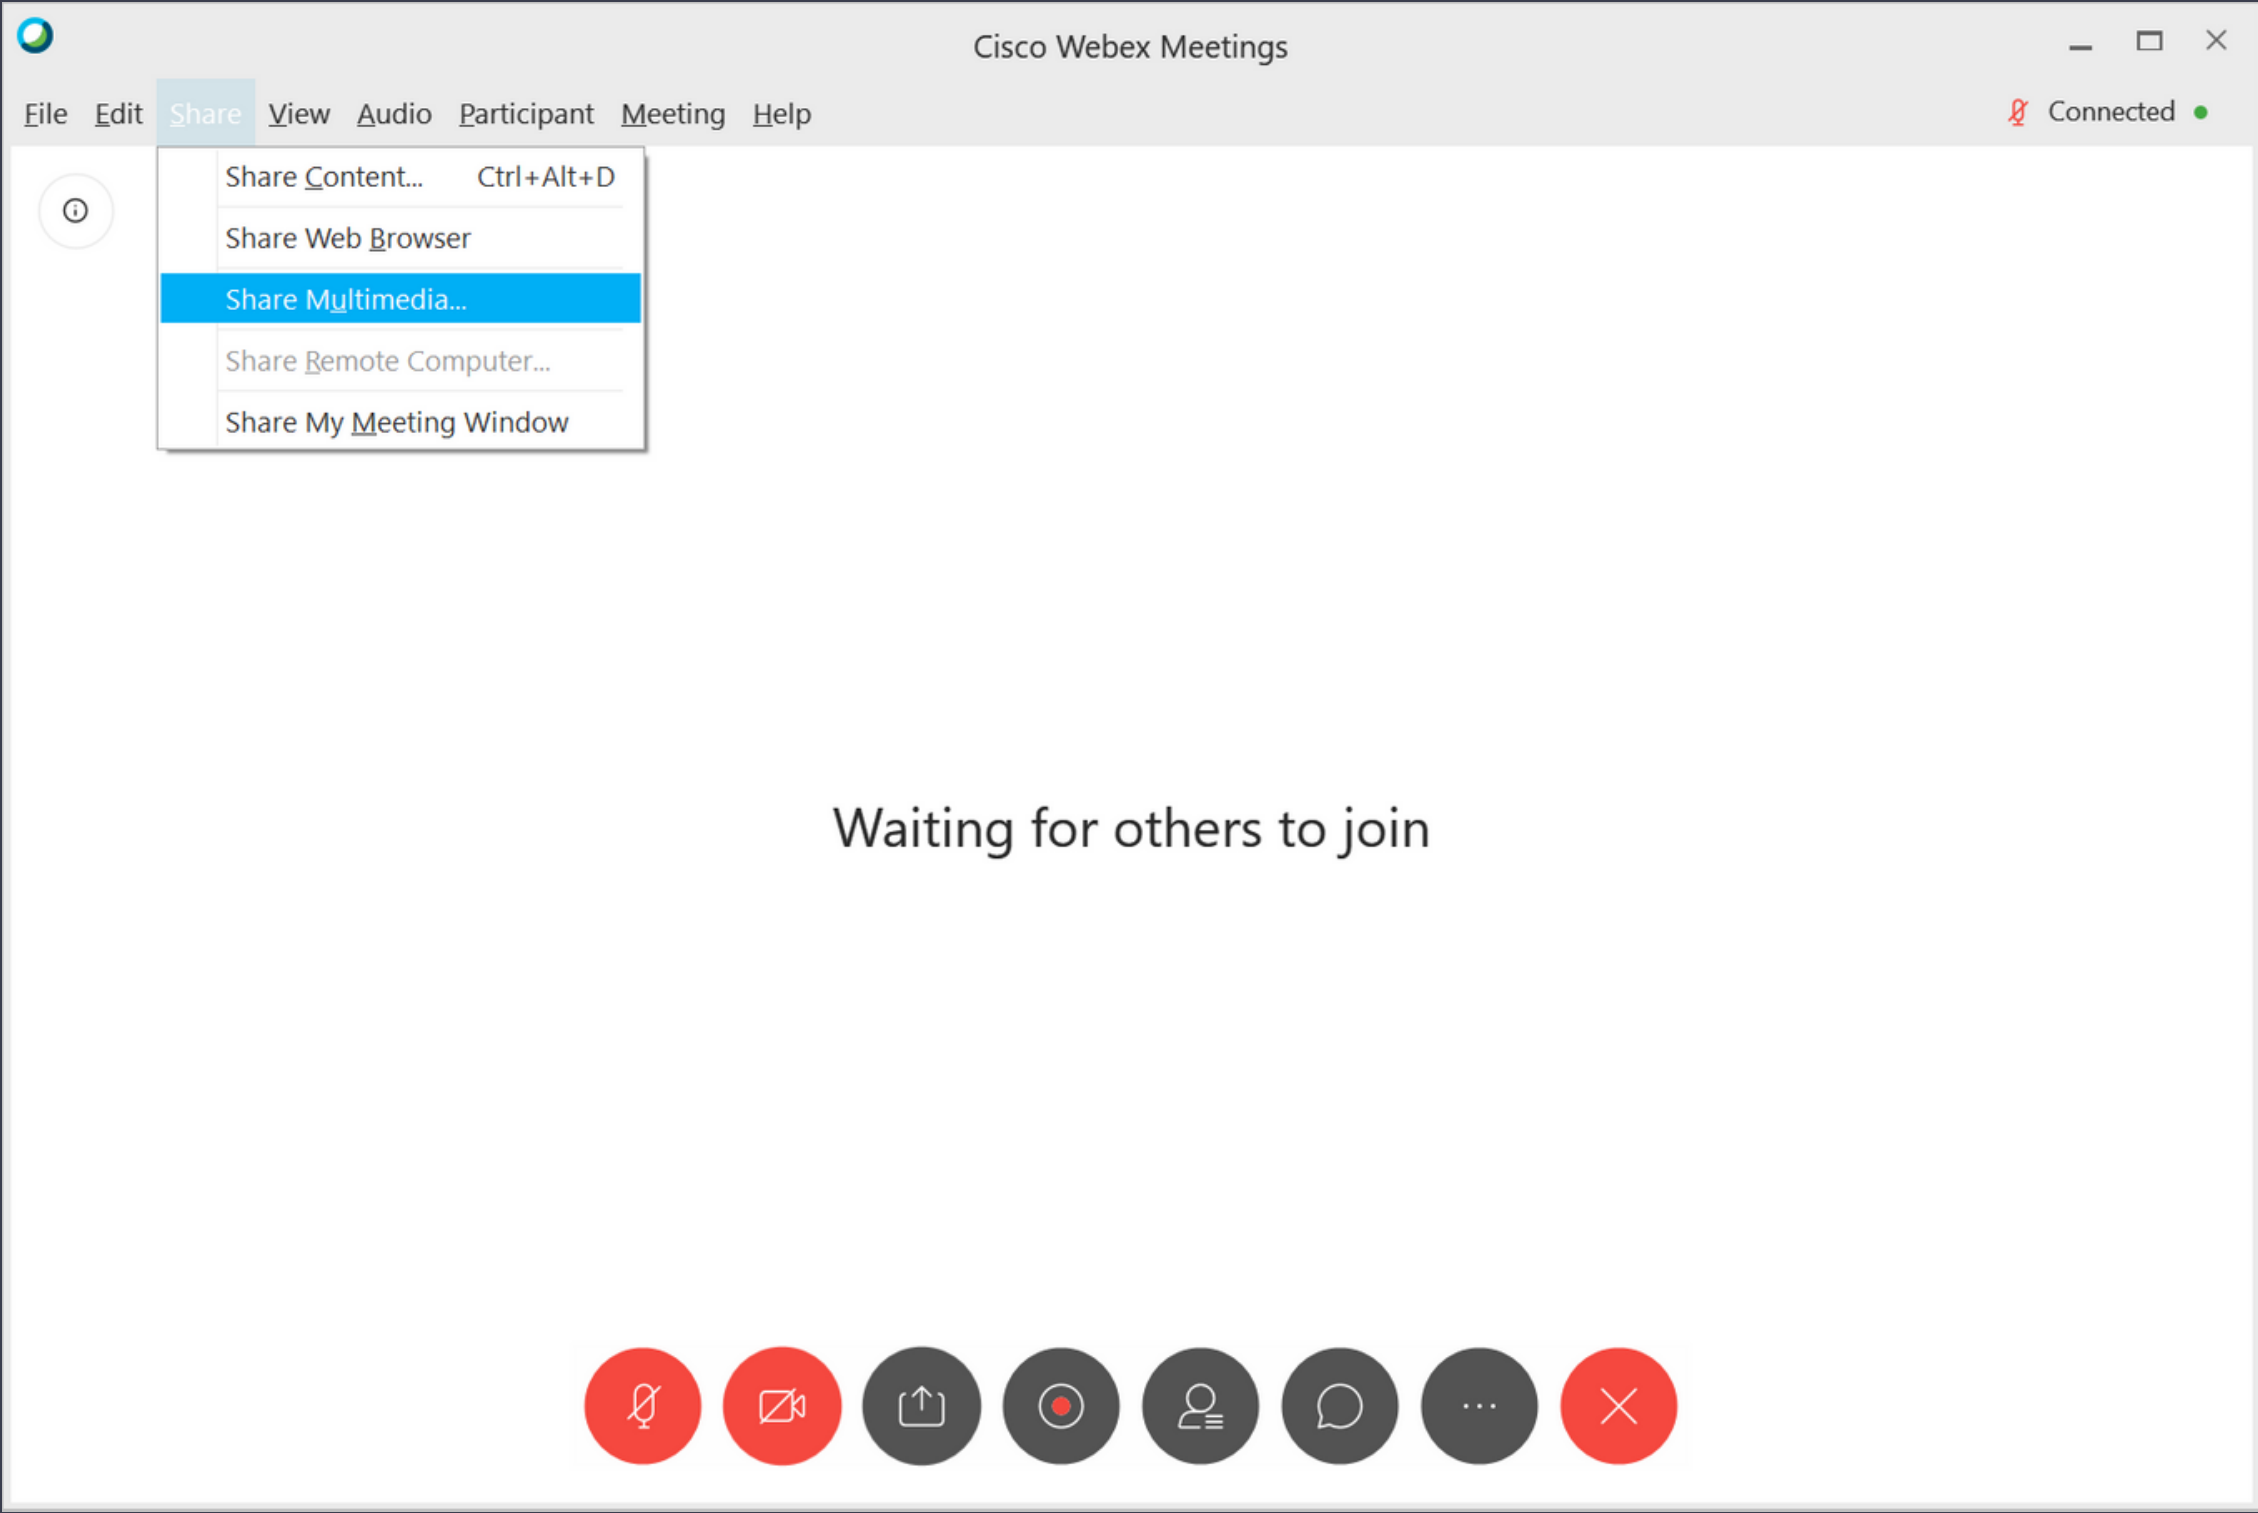 Cisco Webex Meetings
File Edit Share View Audio Participant Meeting Help
Connected
Share Content... Ctrl+Alt+D
Share Web Browser
Share Multimedia...
Share Remote Computer...
Share My Meeting Window
Waiting for others to join